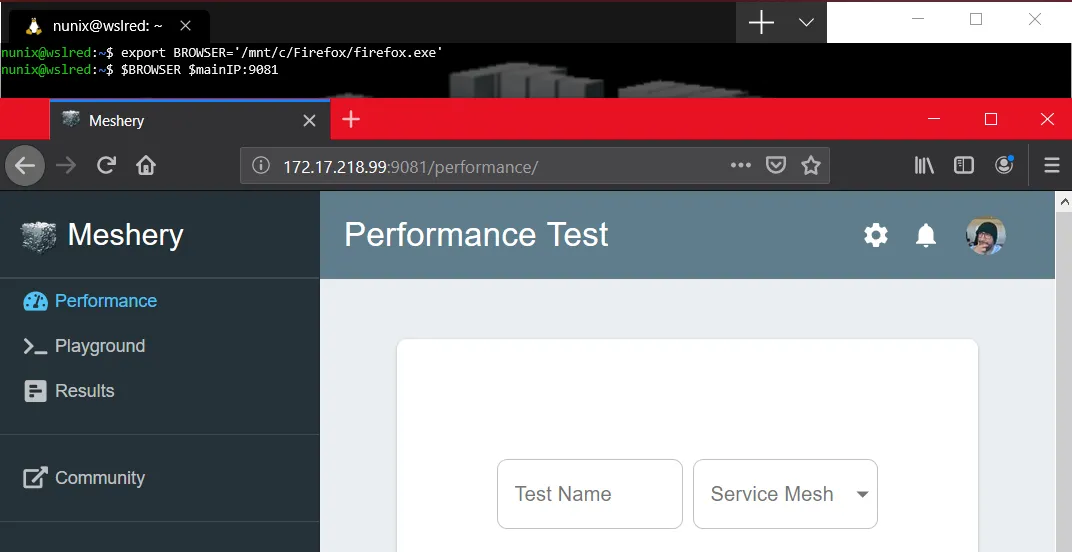 nunix@wslred: ~
nunix@wslred:~$ export BROWSER='/mnt/c/Firefox/firefox.exe'
nunix@wslred:~$ $BROWSER $mainIP:9081
Meshery
172.17.218.99:9081/performance/
Meshery
Performance Test
Performance
Playground
Results
Community
Test Name
Service Mesh